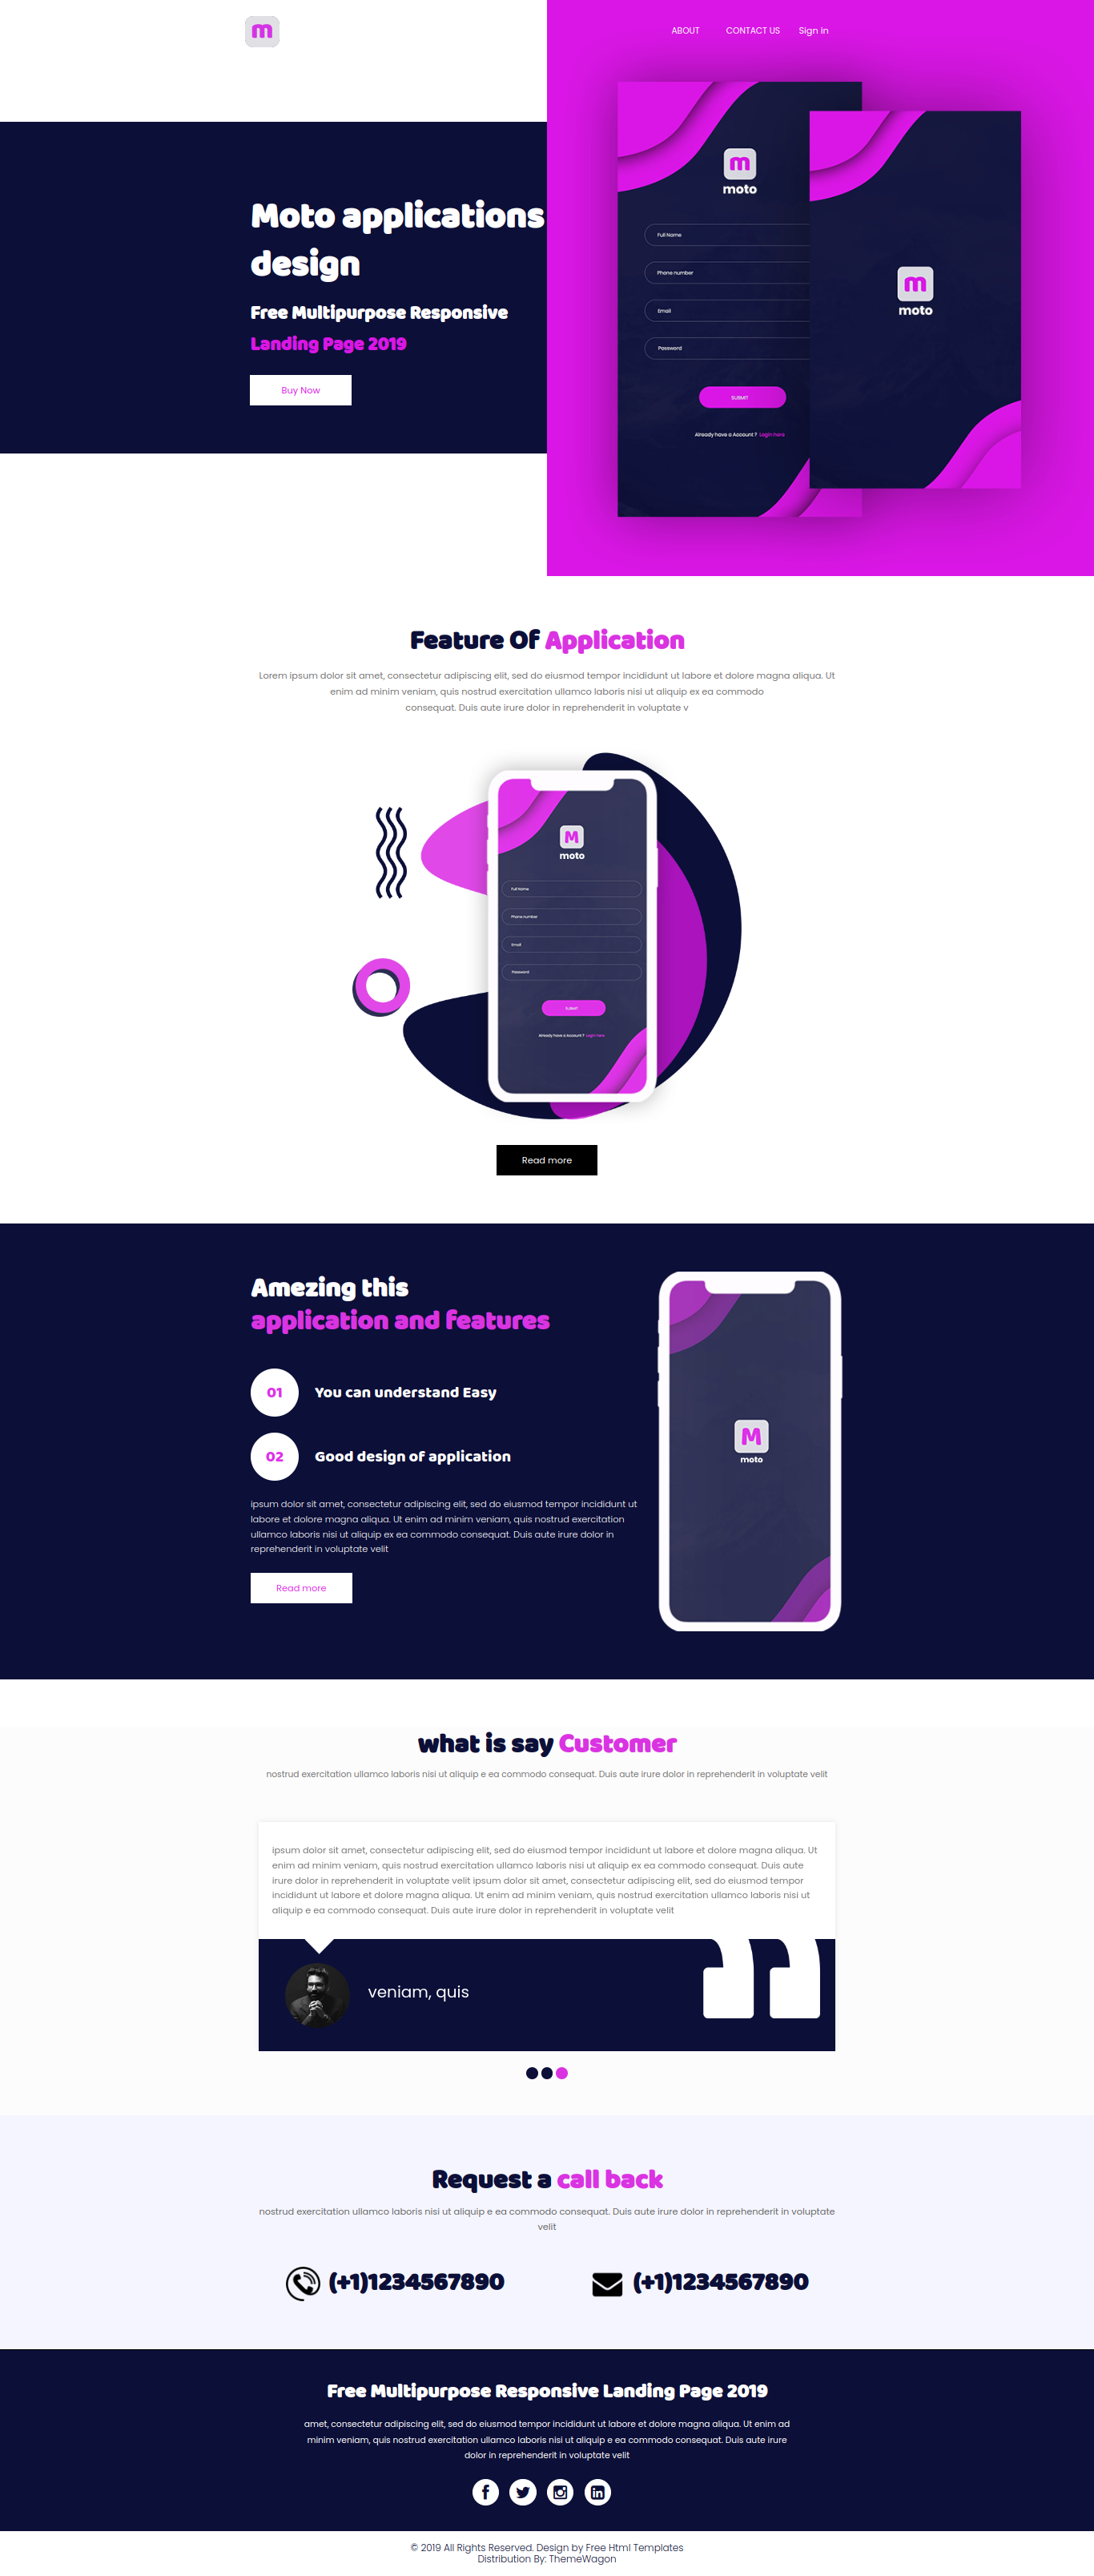 m
ABOUT CONTACT US Sign in
Moto applications
design
Free Multipurpose Responsive
Landing Page 2019
Buy Now
m
moto
Full Name
Phone number
Email
Password
SUBMIT
Already have a Account ? Login here
m
moto
Feature Of Application
Lorem ipsum dolor sit amet, consectetur adipiscing elit, sed do eiusmod tempor incididunt ut labore et dolore magna aliqua. Ut
enim ad minim veniam, quis nostrud exercitation ullamco laboris nisi ut aliquip ex ea commodo
consequat. Duis aute irure dolor in reprehenderit in voluptate v
M
moto
Full Name
Phone number
Email
Password
SUBMIT
Already have a Account ? Login here
Read more
Amezing this
application and features
01 You can understand Easy
02 Good design of application
ipsum dolor sit amet, consectetur adipiscing elit, sed do eiusmod tempor incididunt ut
labore et dolore magna aliqua. Ut enim ad minim veniam, quis nostrud exercitation
ullamco laboris nisi ut aliquip ex ea commodo consequat. Duis aute irure dolor in
reprehenderit in voluptate velit
Read more
M
moto
what is say Customer
nostrud exercitation ullamco laboris nisi ut aliquip e ea commodo consequat. Duis aute irure dolor in reprehenderit in voluptate velit
ipsum dolor sit amet, consectetur adipiscing elit, sed do eiusmod tempor incididunt ut labore et dolore magna aliqua. Ut
enim ad minim veniam, quis nostrud exercitation ullamco laboris nisi ut aliquip ex ea commodo consequat. Duis aute
irure dolor in reprehenderit in voluptate velit ipsum dolor sit amet, consectetur adipiscing elit, sed do eiusmod tempor
incididunt ut labore et dolore magna aliqua. Ut enim ad minim veniam, quis nostrud exercitation ullamco laboris nisi ut
aliquip e ea commodo consequat. Duis aute irure dolor in reprehenderit in voluptate velit
veniam, quis
Request a call back
nostrud exercitation ullamco laboris nisi ut aliquip e ea commodo consequat. Duis aute irure dolor in reprehenderit in voluptate
velit
(+1)1234567890 (+1)1234567890
Free Multipurpose Responsive Landing Page 2019
amet, consectetur adipiscing elit, sed do eiusmod tempor incididunt ut labore et dolore magna aliqua. Ut enim ad
minim veniam, quis nostrud exercitation ullamco laboris nisi ut aliquip e ea commodo consequat. Duis aute irure
dolor in reprehenderit in voluptate velit
© 2019 All Rights Reserved. Design by Free Html Templates
Distribution By: ThemeWagon